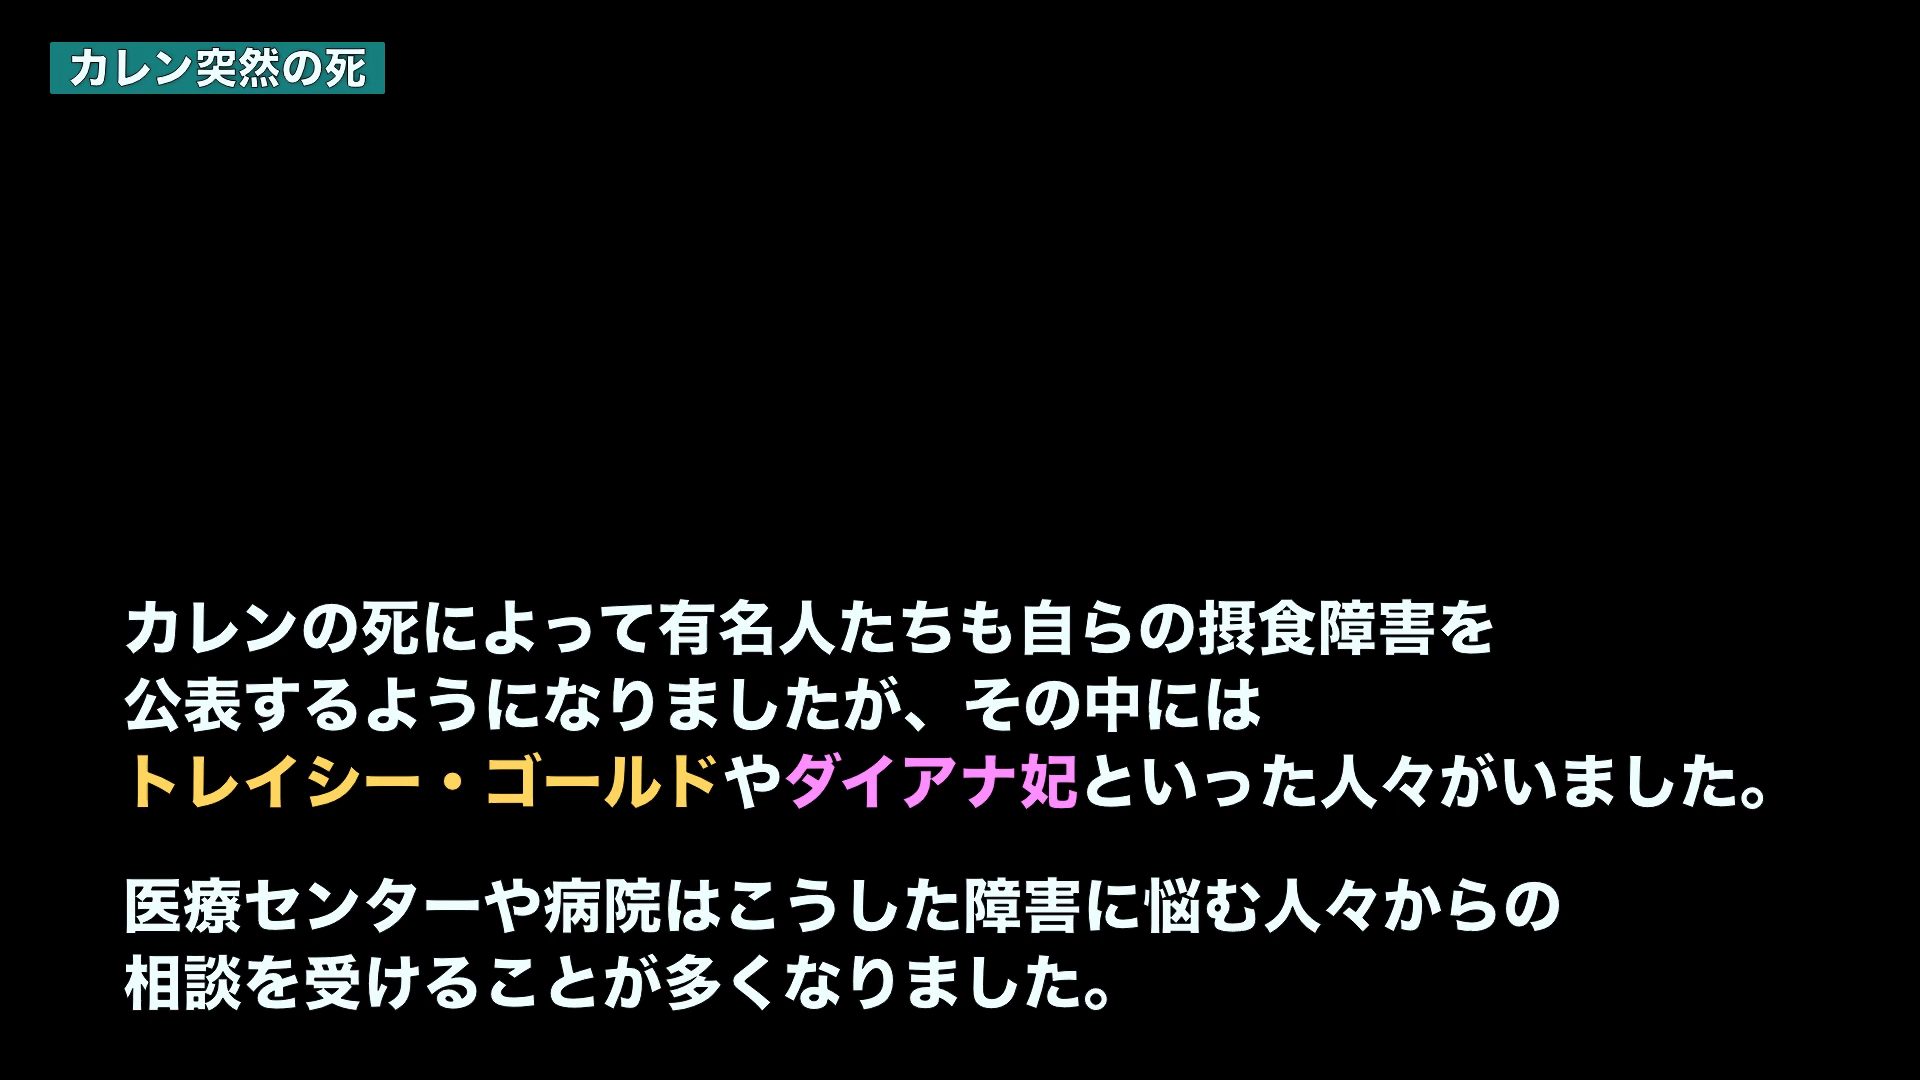 カレン突然の死
カレンの死によって有名人たちも自らの摂食障害を
公表するようになりましたが、その中には
トレイシー・ゴールドやダイアナ妃といった人々がいました。
医療センターや病院はこうした障害に悩む人々からの
相談を受けることが多くなりました。